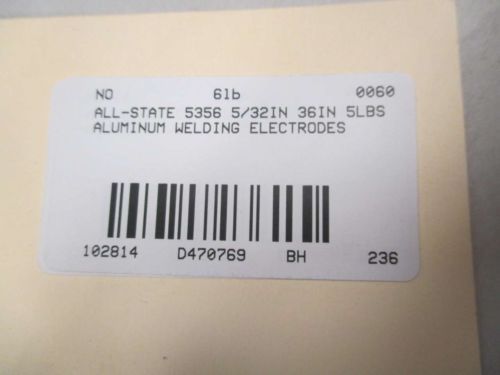 NO 61b 0060
ALL-STATE 5356 5/32IN 36IN 5LBS
ALUMINUM WELDING ELECTRODES
102814 D470769 BH 236